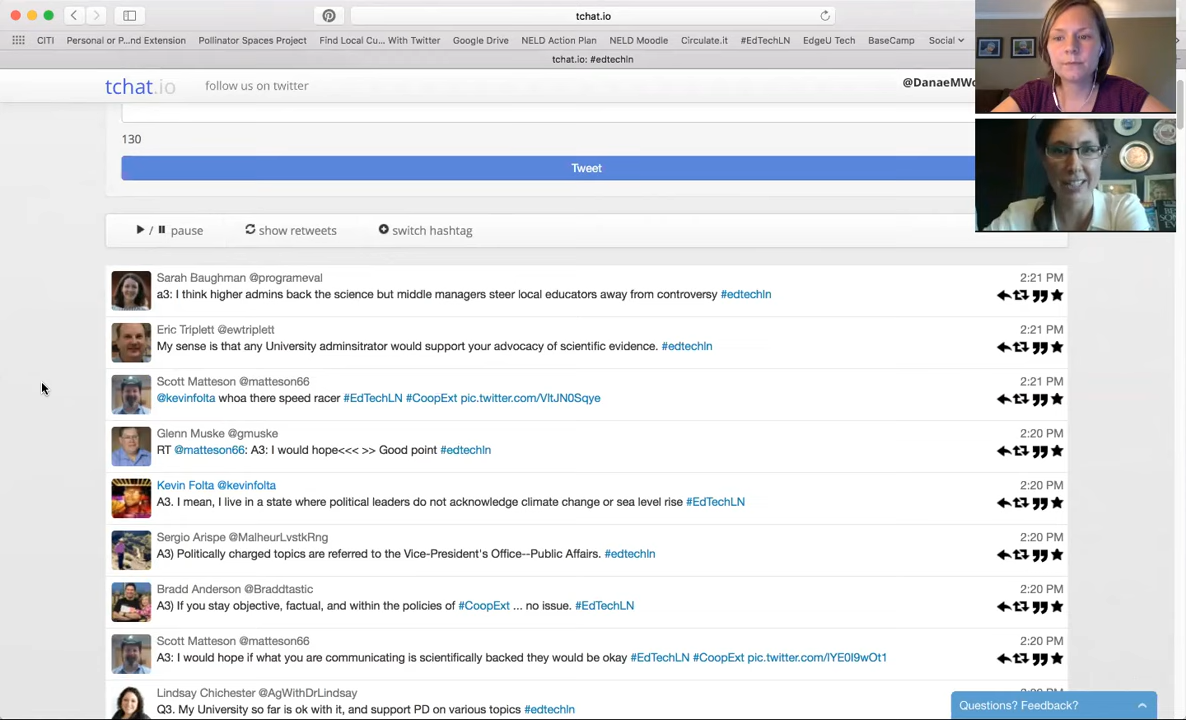 tchat.io
CITI
Personal or P...nd Extension
Pollinator Spaces Project
Find Local Cu... With Twitter
Google Drive
NELD Action Plan
NELD Moodle
Circulate.it
#EdTechLN
EdgeU Tech
BaseCamp
Social
tchat.io: #edtechln
tchat.io
follow us on twitter
130
Tweet
/ pause
show retweets
switch hashtag
Sarah Baughman @programeval
2:21 PM
a3: I think higher admins back the science but middle managers steer local educators away from controversy #edtechln
Eric Triplett @ewtriplett
2:21 PM
My sense is that any University adminsitrator would support your advocacy of scientific evidence. #edtechln
Scott Matteson @matteson66
2:21 PM
@kevinfolta whoa there speed racer #EdTechLN #CoopExt pic.twitter.com/VltJN0Sqye
Glenn Muske @gmuske
2:20 PM
RT @matteson66: A3: I would hope<<< >> Good point #edtechln
Kevin Folta @kevinfolta
2:20 PM
A3. I mean, I live in a state where political leaders do not acknowledge climate change or sea level rise #EdTechLN
Sergio Arispe @MalheurLvstkRng
2:20 PM
A3) Politically charged topics are referred to the Vice-President's Office--Public Affairs. #edtechln
Bradd Anderson @Braddtastic
2:20 PM
A3) If you stay objective, factual, and within the policies of #CoopExt ... no issue. #EdTechLN
Scott Matteson @matteson66
2:20 PM
A3: I would hope if what you are communicating is scientifically backed they would be okay #EdTechLN #CoopExt pic.twitter.com/lYE0I9wOt1
Lindsay Chichester @AgWithDrLindsay
Q3. My University so far is ok with it, and support PD on various topics #edtechln
Questions? Feedback?